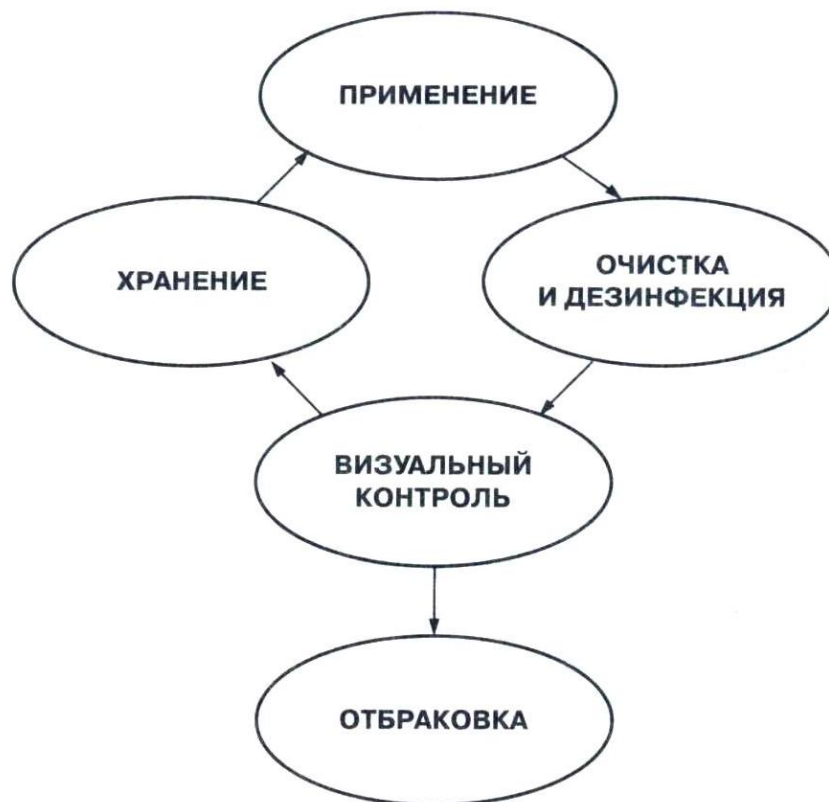 ПРИМЕНЕНИЕ
ХРАНЕНИЕ
ОЧИСТКА
И ДЕЗИНФЕКЦИЯ
ВИЗУАЛЬНЫЙ
КОНТРОЛЬ
ОТБРАКОВКА